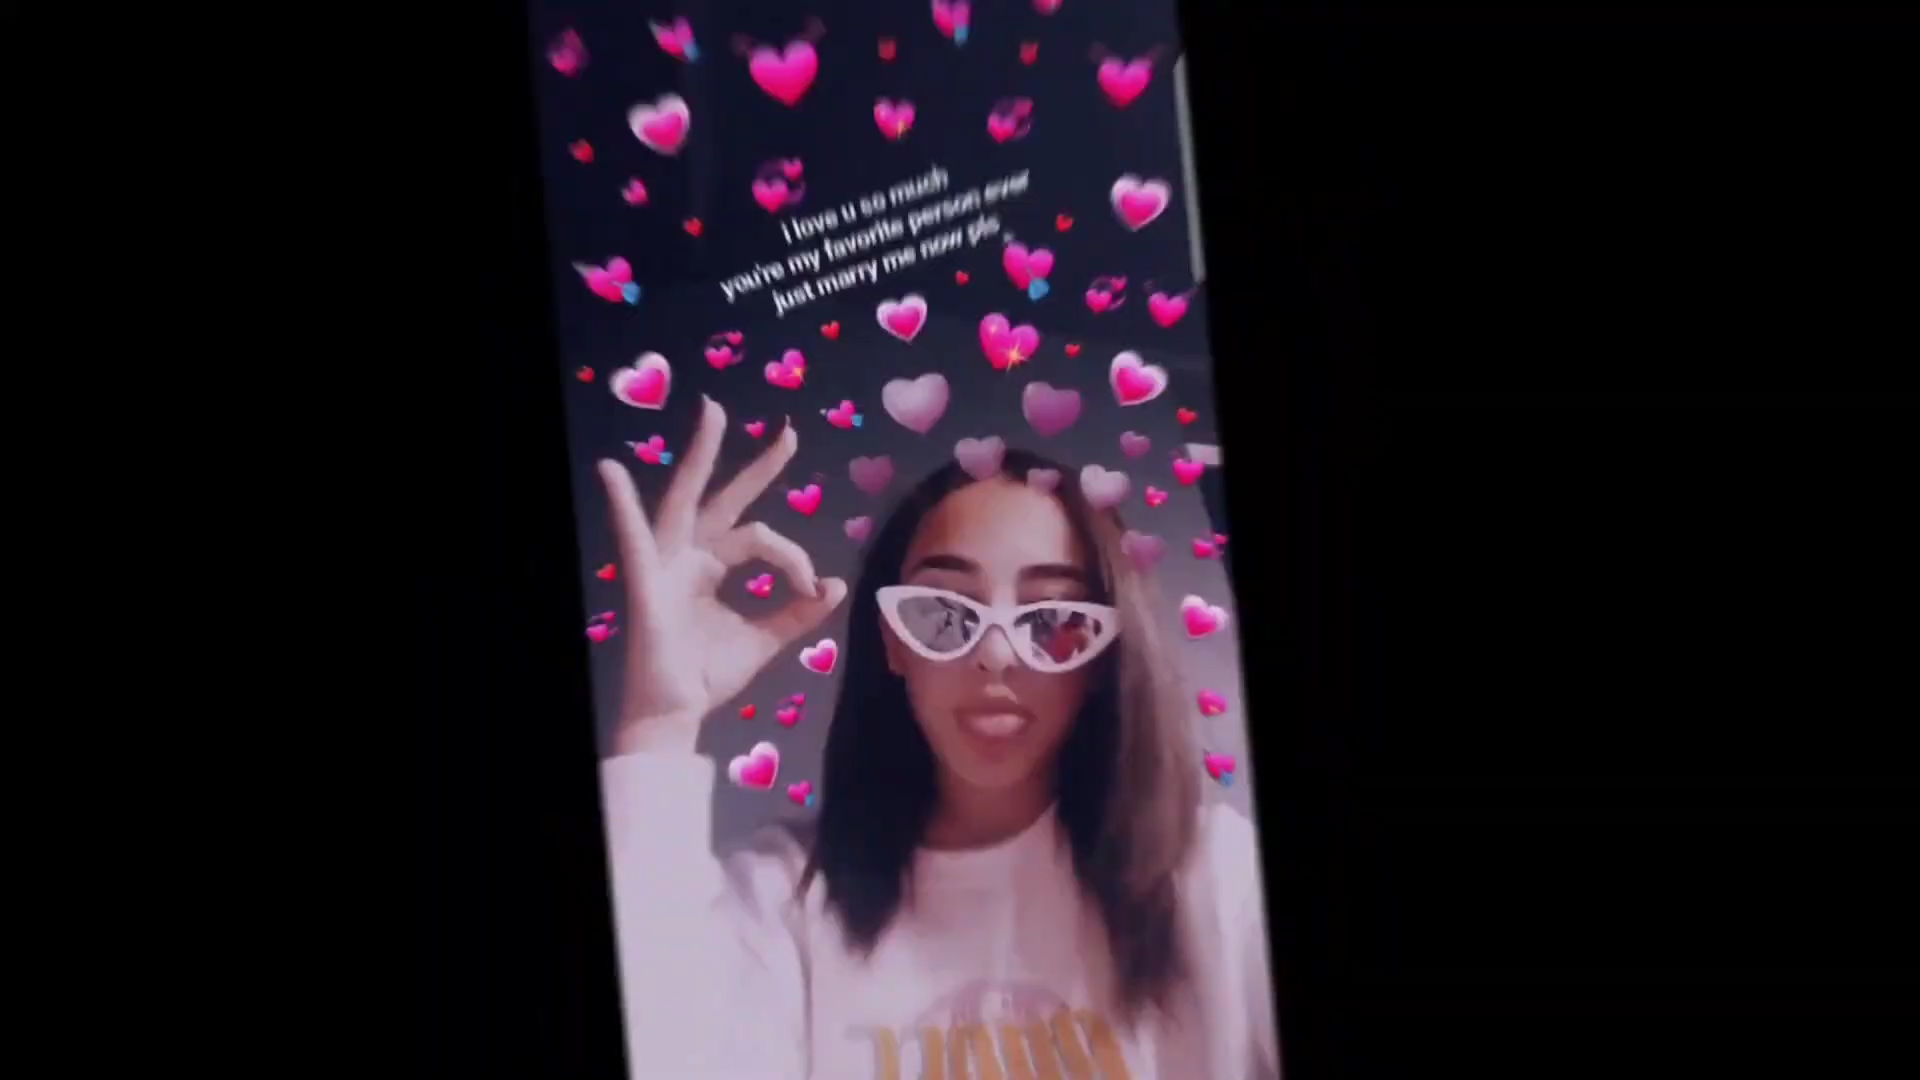 i love u so much
you're my favorite person ever
just marry me now pls